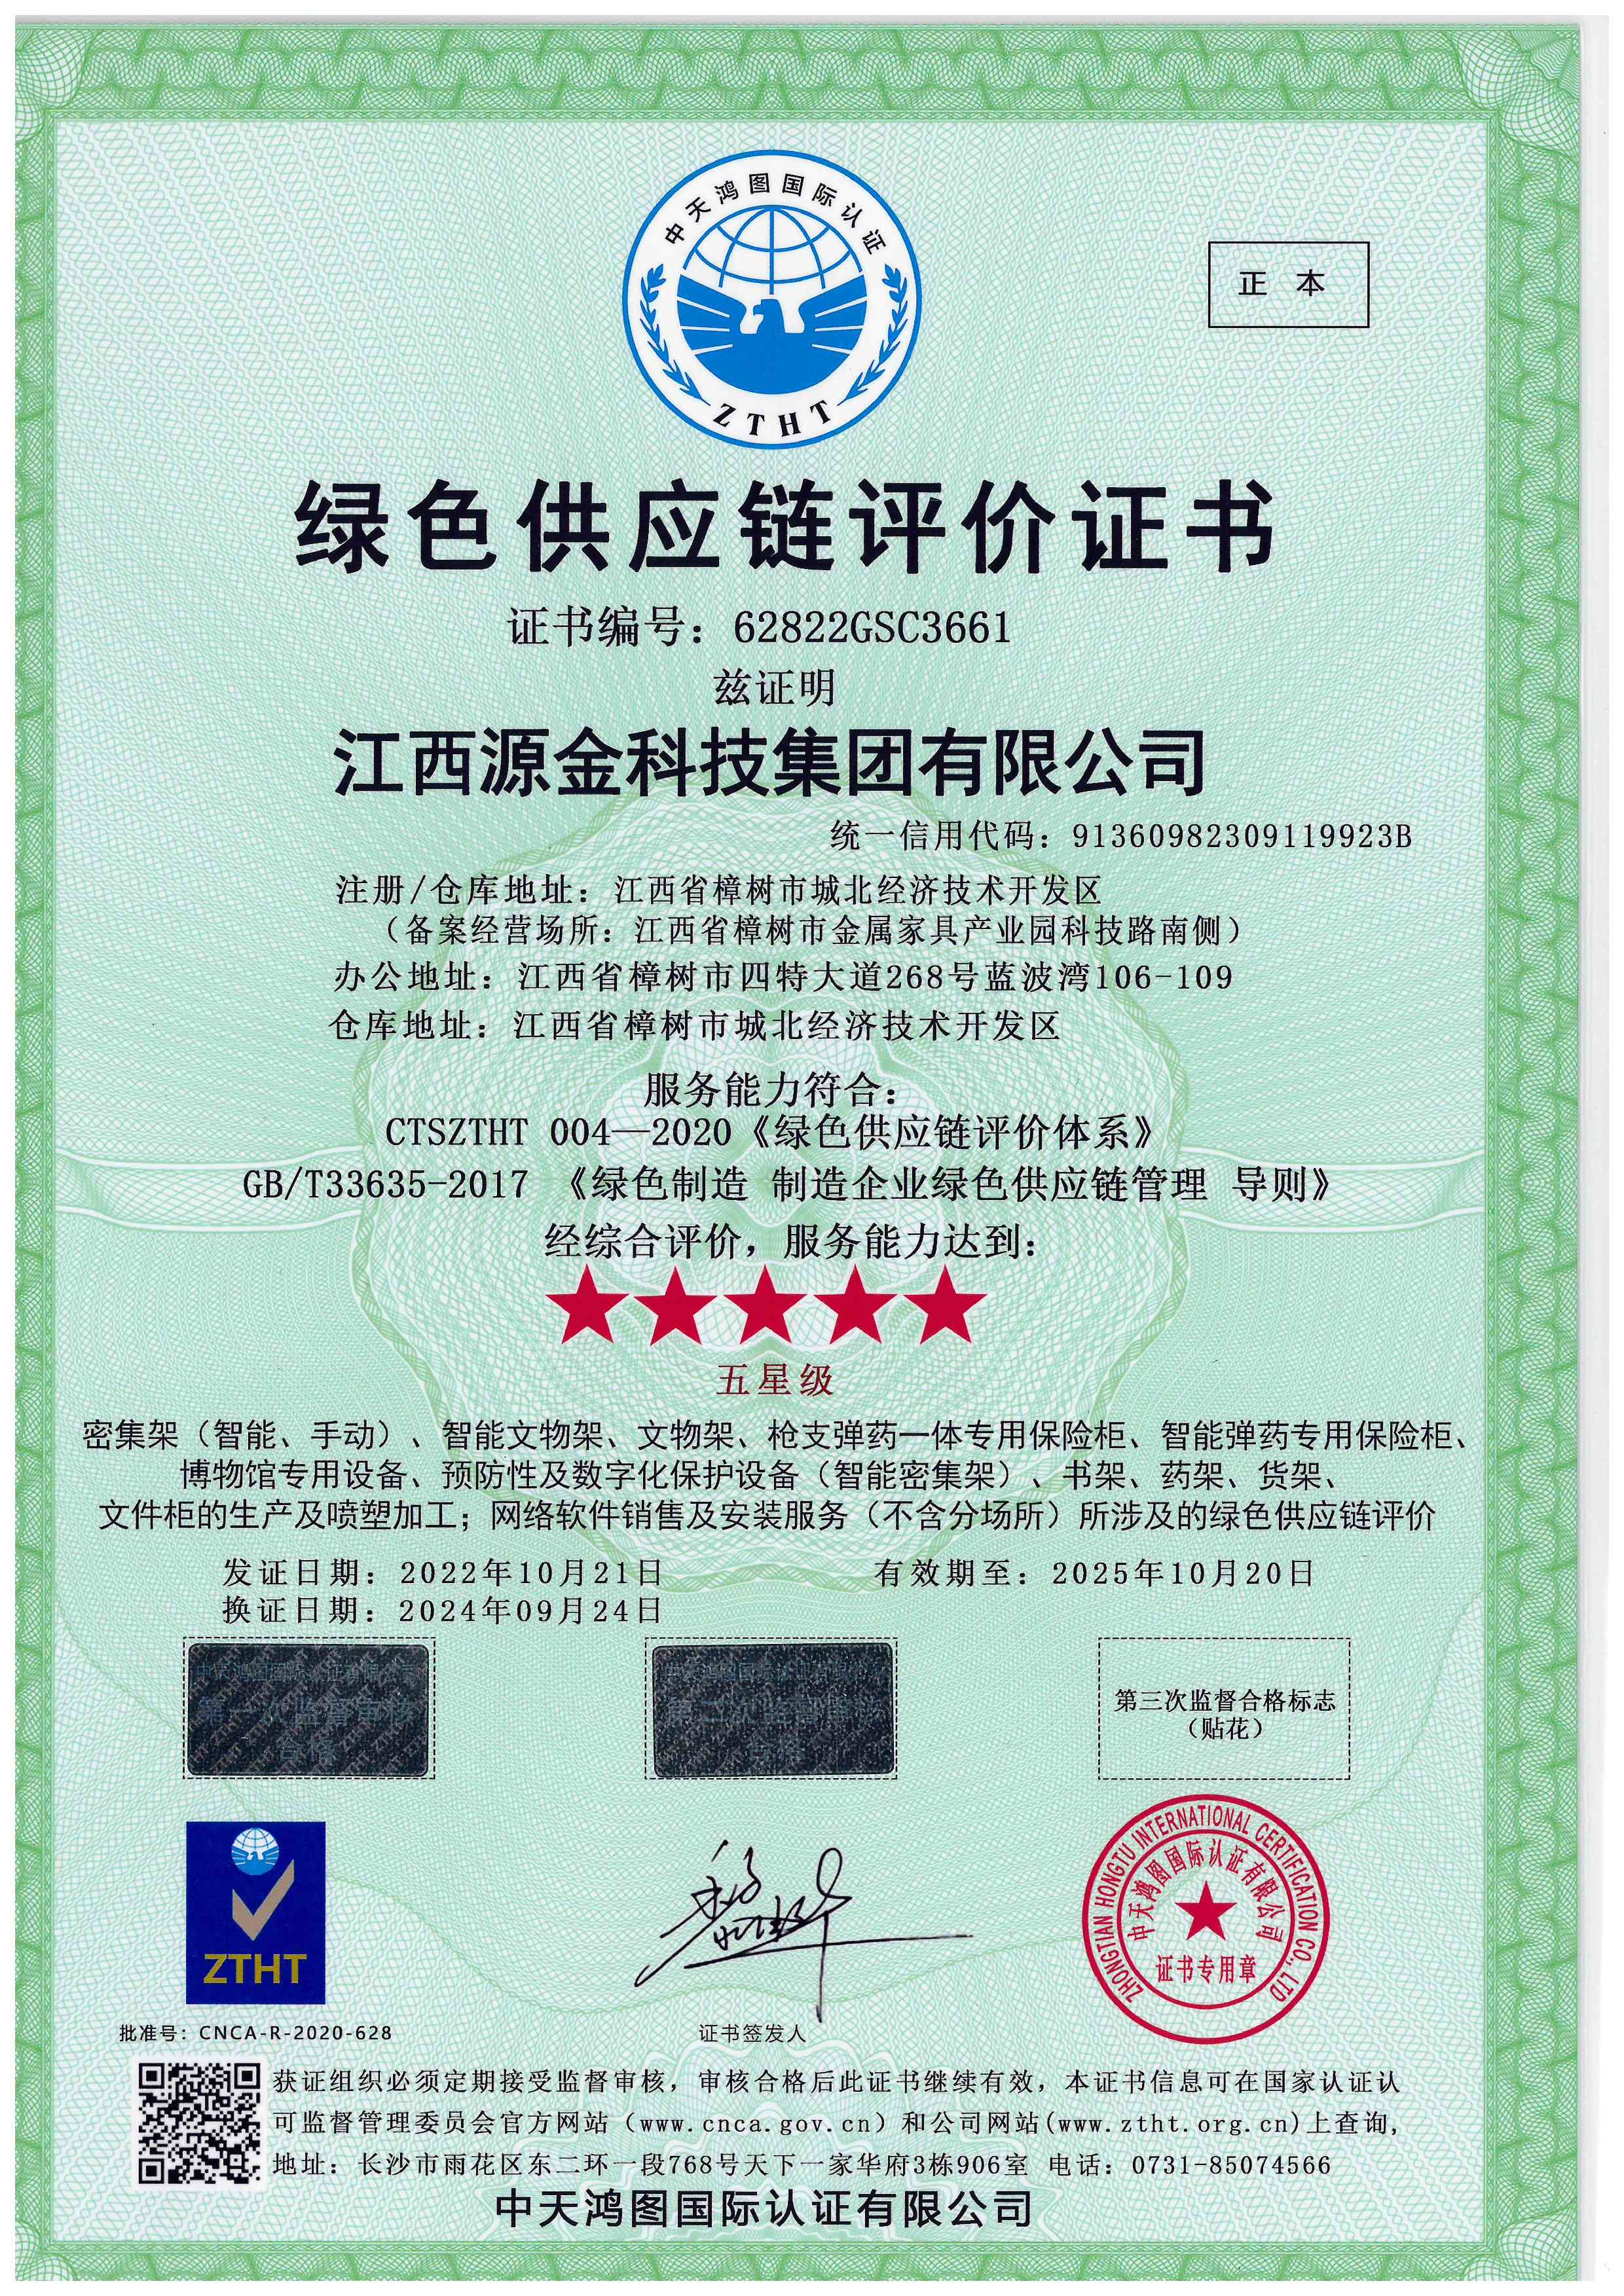 中天鸿图国际认证
ZTHT
正 本
绿色供应链评价证书
证书编号：62822GSC3661
兹证明
江西源金科技集团有限公司
统一信用代码：91360982309119923B
注册/仓库地址：江西省樟树市城北经济技术开发区
（备案经营场所：江西省樟树市金属家具产业园科技路南侧）
办公地址：江西省樟树市四特大道268号蓝波湾106-109
仓库地址：江西省樟树市城北经济技术开发区
服务能力符合：
CTSZTHT 004—2020《绿色供应链评价体系》
GB/T33635-2017 《绿色制造 制造企业绿色供应链管理 导则》
经综合评价，服务能力达到：
五星级
密集架（智能、手动）、智能文物架、文物架、枪支弹药一体专用保险柜、智能弹药专用保险柜、
博物馆专用设备、预防性及数字化保护设备（智能密集架）、书架、药架、货架、
文件柜的生产及喷塑加工；网络软件销售及安装服务（不含分场所）所涉及的绿色供应链评价
发证日期：2022年10月21日
有效期至：2025年10月20日
换证日期：2024年09月24日
第三次监督合格标志
（贴花）
ZTHT
ZHONGTIAN HONGTU INTERNATIONAL CERTIFICATION CO., LTD
中天鸿图国际认证有限公司
证书专用章
批准号：CNCA-R-2020-628
证书签发人
获证组织必须定期接受监督审核，审核合格后此证书继续有效，本证书信息可在国家认证认
可监督管理委员会官方网站（www.cnca.gov.cn）和公司网站(www.ztht.org.cn)上查询,
地址：长沙市雨花区东二环一段768号天下一家华府3栋906室 电话：0731-85074566
中天鸿图国际认证有限公司